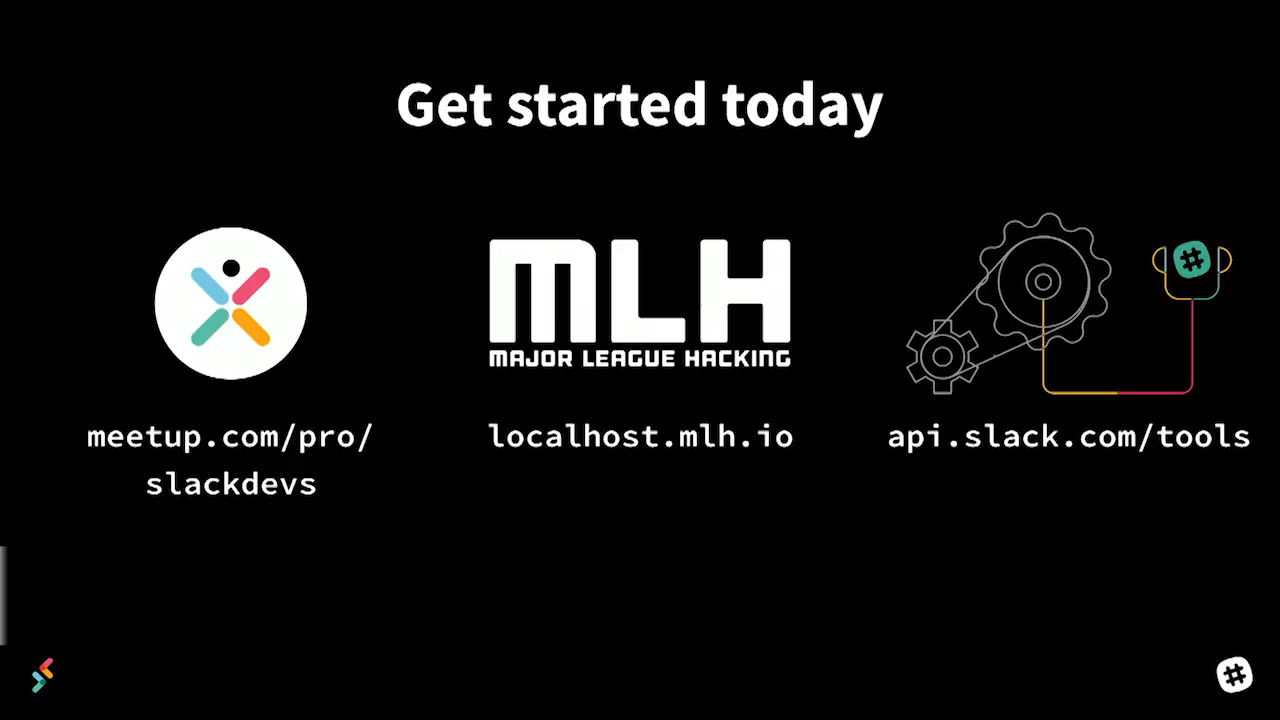 Get started today
MLH
MAJOR LEAGUE HACKING
meetup.com/pro/
slackdevs
localhost.mlh.io
api.slack.com/tools